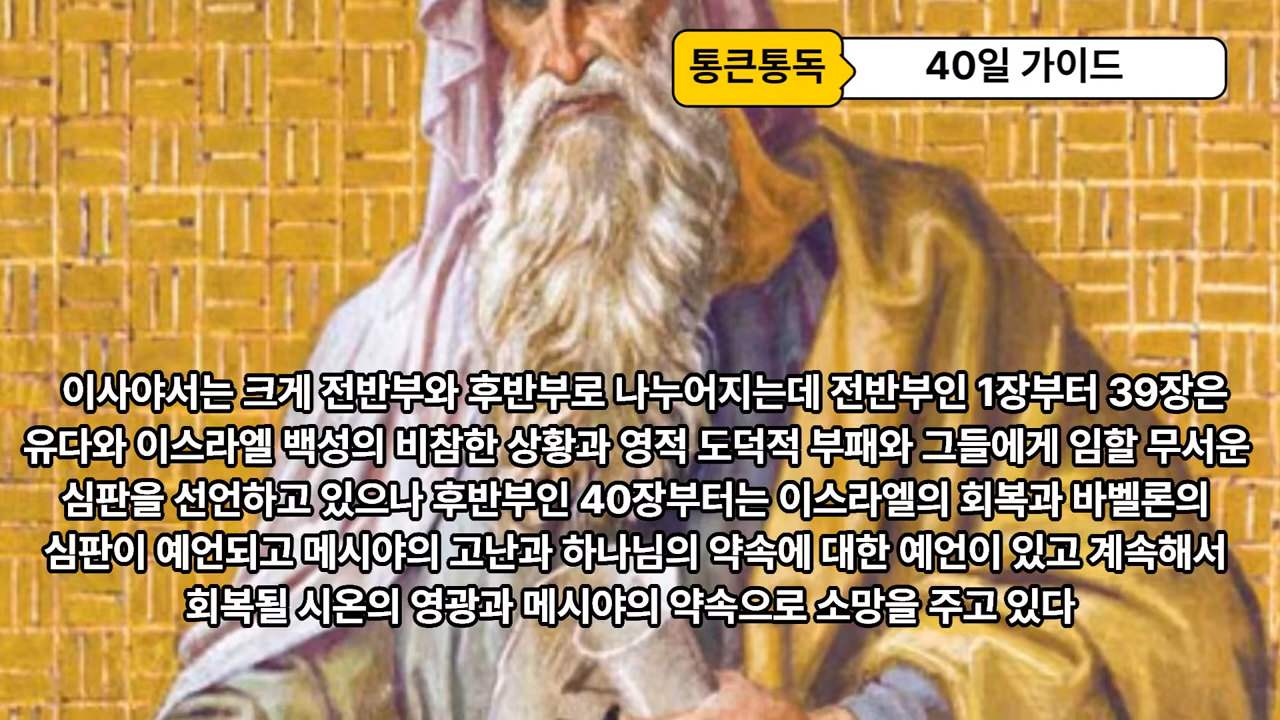 통큰통독
40일 가이드
이사야서는 크게 전반부와 후반부로 나누어지는데 전반부인 1장부터 39장은
유다와 이스라엘 백성의 비참한 상황과 영적 도덕적 부패와 그들에게 임할 무서운
심판을 선언하고 있으나 후반부인 40장부터는 이스라엘의 회복과 바벨론의
심판이 예언되고 메시야의 고난과 하나님의 약속에 대한 예언이 있고 계속해서
회복될 시온의 영광과 메시야의 약속으로 소망을 주고 있다